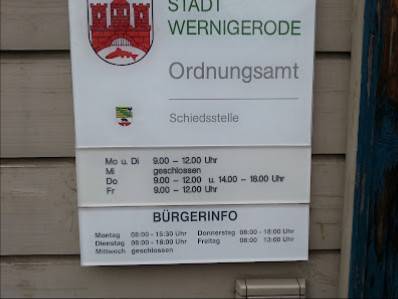 STADT
WERNIGERODE
Ordnungsamt
Schiedsstelle
Mo u. Di 9.00 – 12.00 Uhr
Mi geschlossen
Do 9.00 – 12.00 u. 14.00 – 18.00 Uhr
Fr 9.00 – 12.00 Uhr
BÜRGERINFO
Montag 08:00 - 15:30 Uhr Donnerstag 08:00 - 18:00 Uhr
Dienstag 08:00 - 18:00 Uhr Freitag 08:00 13:00 Uhr
Mittwoch geschlossen